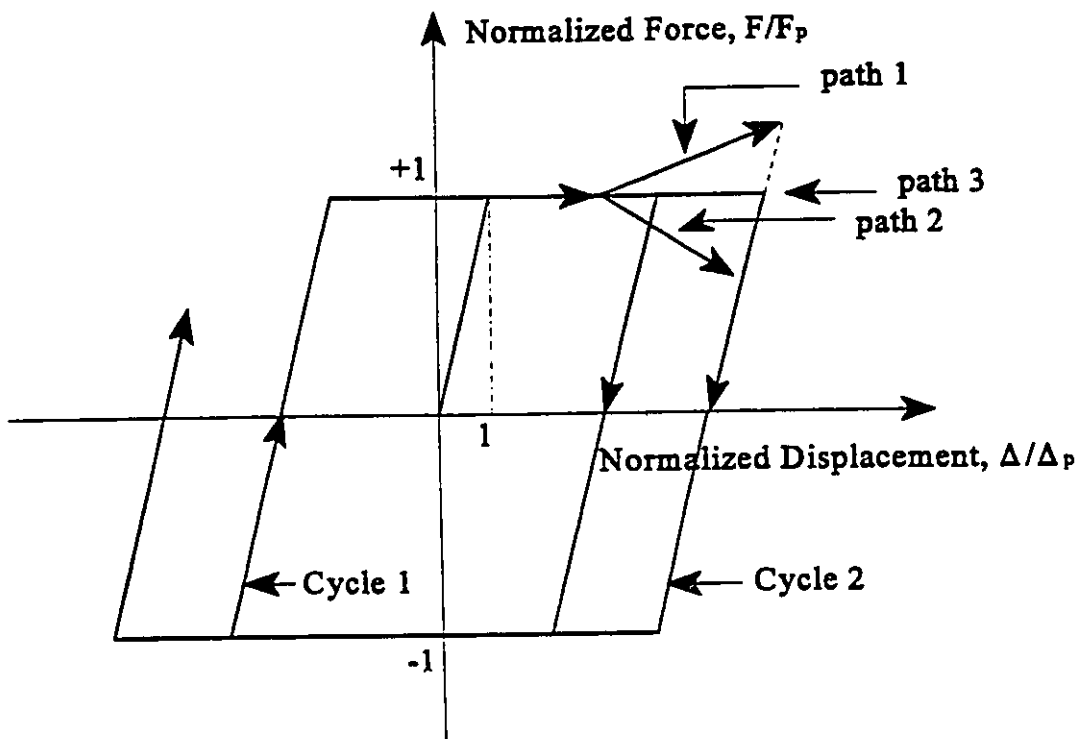 Normalized Force, F/Fp
path 1
+1
path 3
path 2
1
Normalized Displacement, Δ/Δp
Cycle 1
Cycle 2
-1